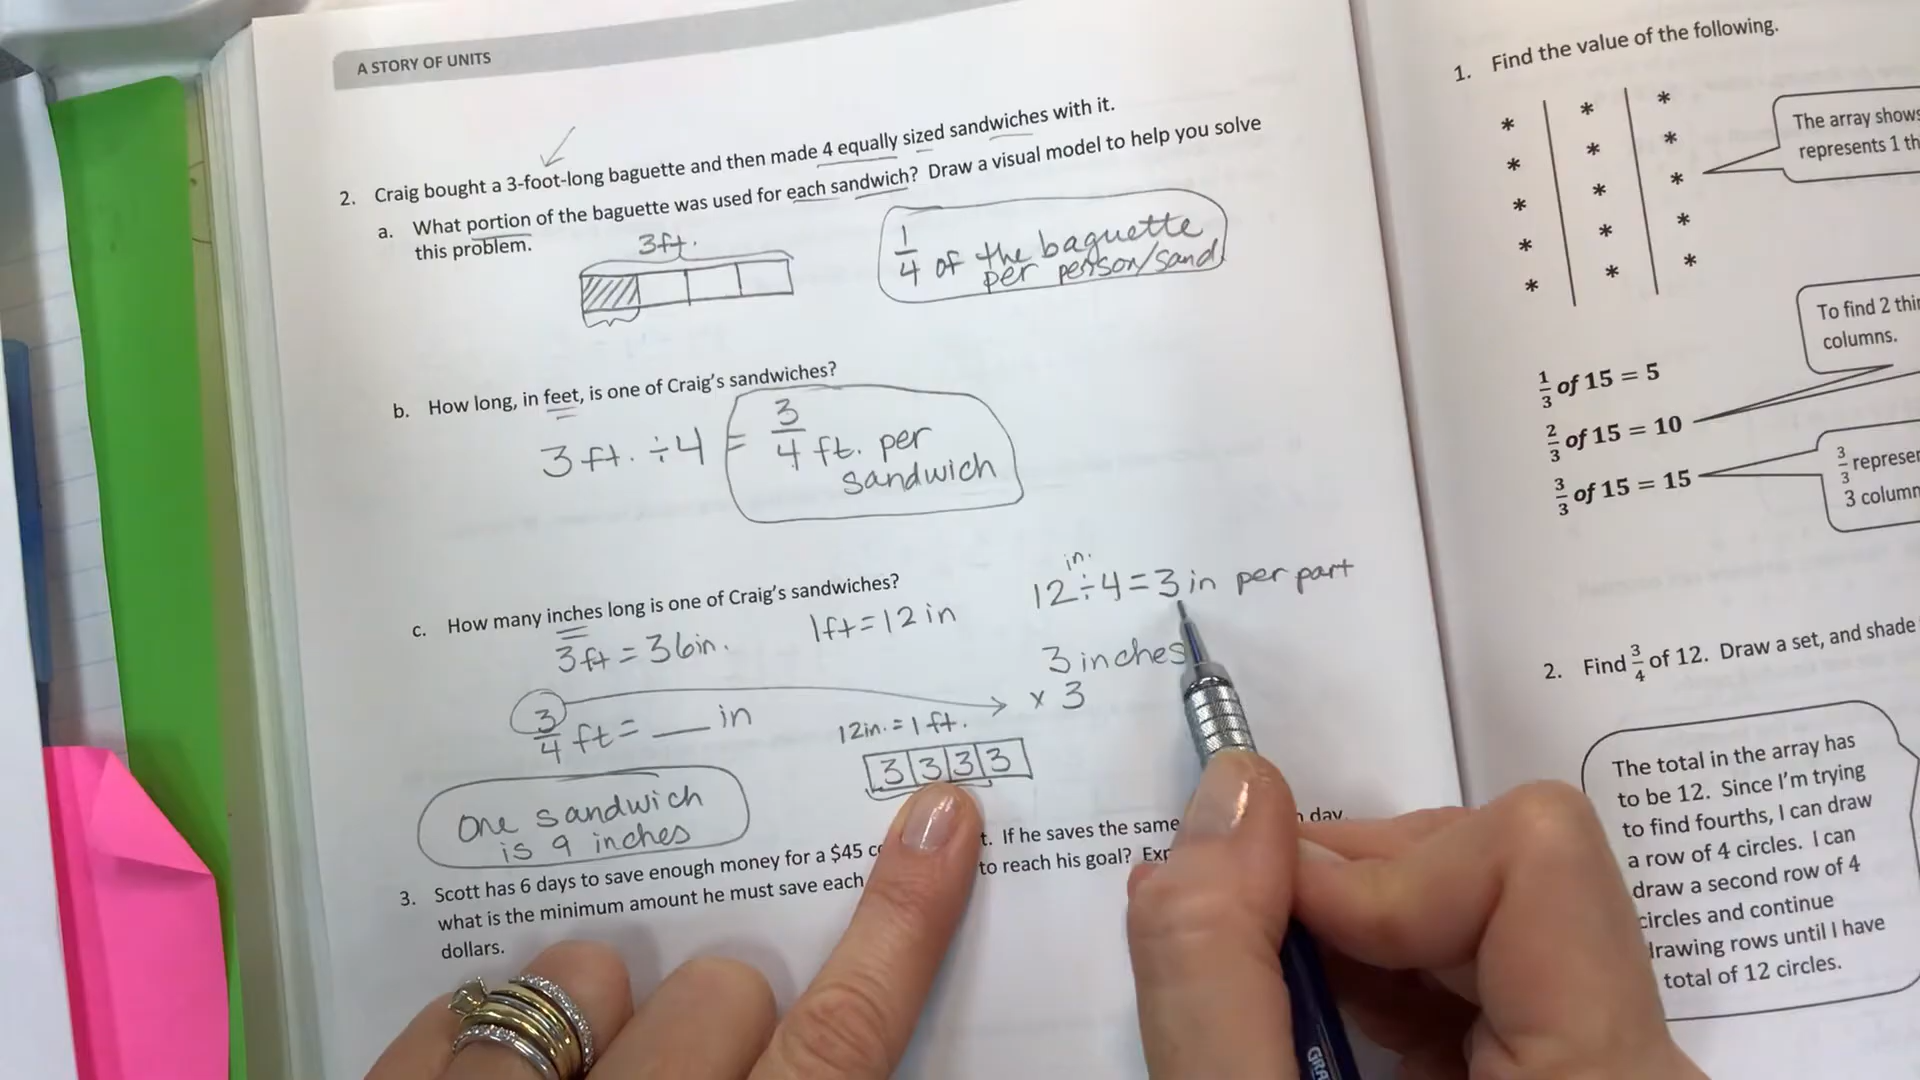 A STORY OF UNITS
2. Craig bought a 3-foot-long baguette and then made 4 equally sized sandwiches with it.
a. What portion of the baguette was used for each sandwich? Draw a visual model to help you solve
this problem.
3ft.
1/4 of the baguette
per person/sand.
b. How long, in feet, is one of Craig's sandwiches?
3 ft. ÷ 4 = 3/4 ft. per
sandwich
c. How many inches long is one of Craig's sandwiches?
3ft = 36in.
1ft = 12 in
in.
12 ÷ 4 = 3 in per part
3 inches
x 3
3/4 ft = __ in
12in. = 1 ft.
3 3 3 3
One sandwich
is 9 inches
3. Scott has 6 days to save enough money for a $45 t. If he saves the same day,
what is the minimum amount he must save each to reach his goal?
dollars.
1. Find the value of the following.
* * *
* * *
* * *
* * *
* * *
The array shows
represents 1
To find 2
columns.
1/3 of 15 = 5
2/3 of 15 = 10
3/3 of 15 = 15
3/3
3
2. Find 3/4 of 12. Draw a set, and shade
The total in the array has
to be 12. Since I'm trying
to find fourths, I can draw
a row of 4 circles. I can
draw a second row of 4
circles and continue
drawing rows until I have
total of 12 circles.
GRA